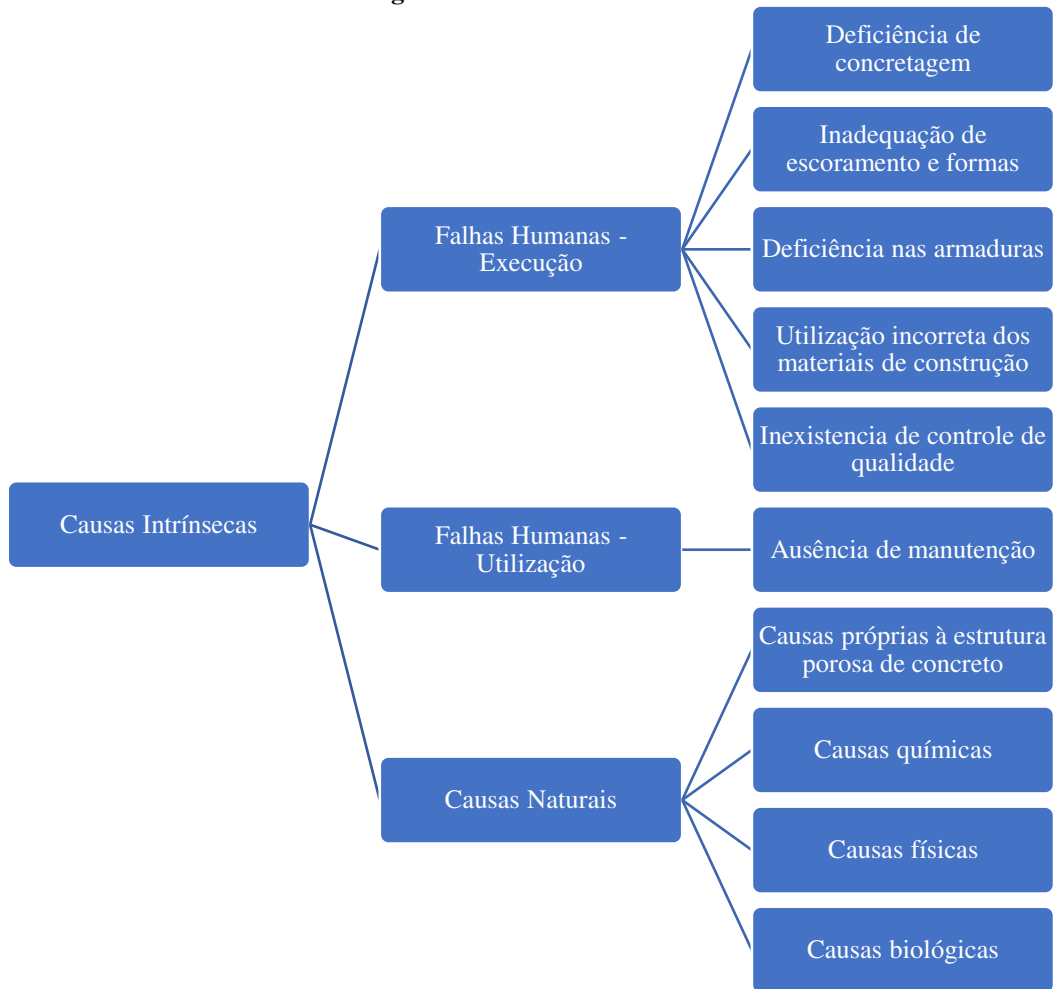 Deficiência de
concretagem
Inadequação de
escoramento e formas
Falhas Humanas -
Execução
Deficiência nas armaduras
Utilização incorreta dos
materiais de construção
Inexistencia de controle de
qualidade
Causas Intrínsecas
Falhas Humanas -
Utilização
Ausência de manutenção
Causas próprias à estrutura
porosa de concreto
Causas químicas
Causas Naturais
Causas físicas
Causas biológicas